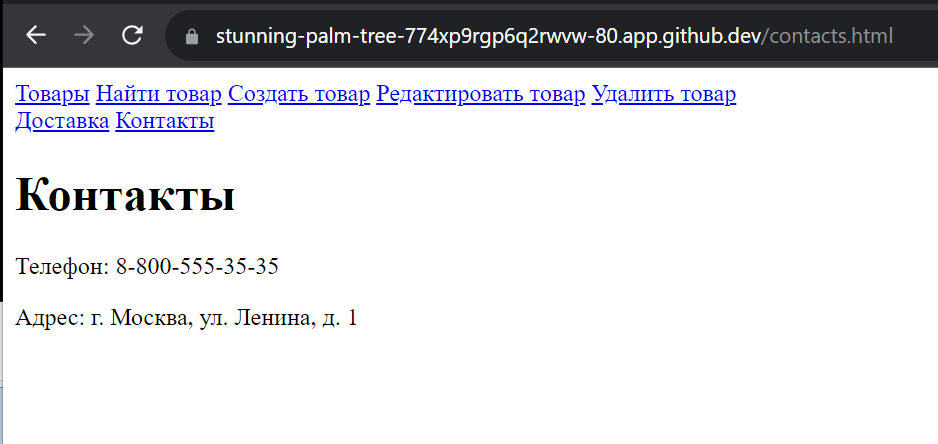 stunning-palm-tree-774xp9rgp6q2rwvw-80.app.github.dev/contacts.html
Товары Найти товар Создать товар Редактировать товар Удалить товар
Доставка Контакты
Контакты
Телефон: 8-800-555-35-35
Адрес: г. Москва, ул. Ленина, д. 1